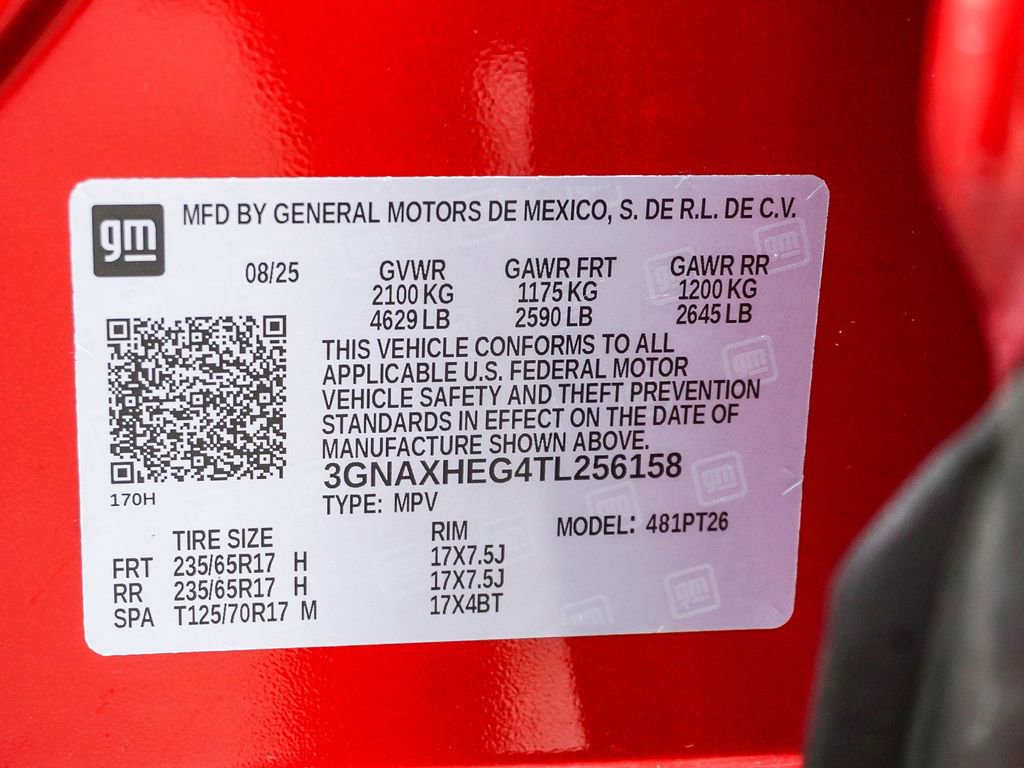 gm
MFD BY GENERAL MOTORS DE MEXICO, S. DE R.L. DE C.V.
08/25 GVWR GAWR FRT GAWR RR
2100 KG 1175 KG 1200 KG
4629 LB 2590 LB 2645 LB
THIS VEHICLE CONFORMS TO ALL
APPLICABLE U.S. FEDERAL MOTOR
VEHICLE SAFETY AND THEFT PREVENTION
STANDARDS IN EFFECT ON THE DATE OF
MANUFACTURE SHOWN ABOVE.
3GNAXHEG4TL256158
170H
TYPE: MPV
TIRE SIZE RIM MODEL: 481PT26
FRT 235/65R17 H 17X7.5J
RR 235/65R17 H 17X7.5J
SPA T125/70R17 M 17X4BT